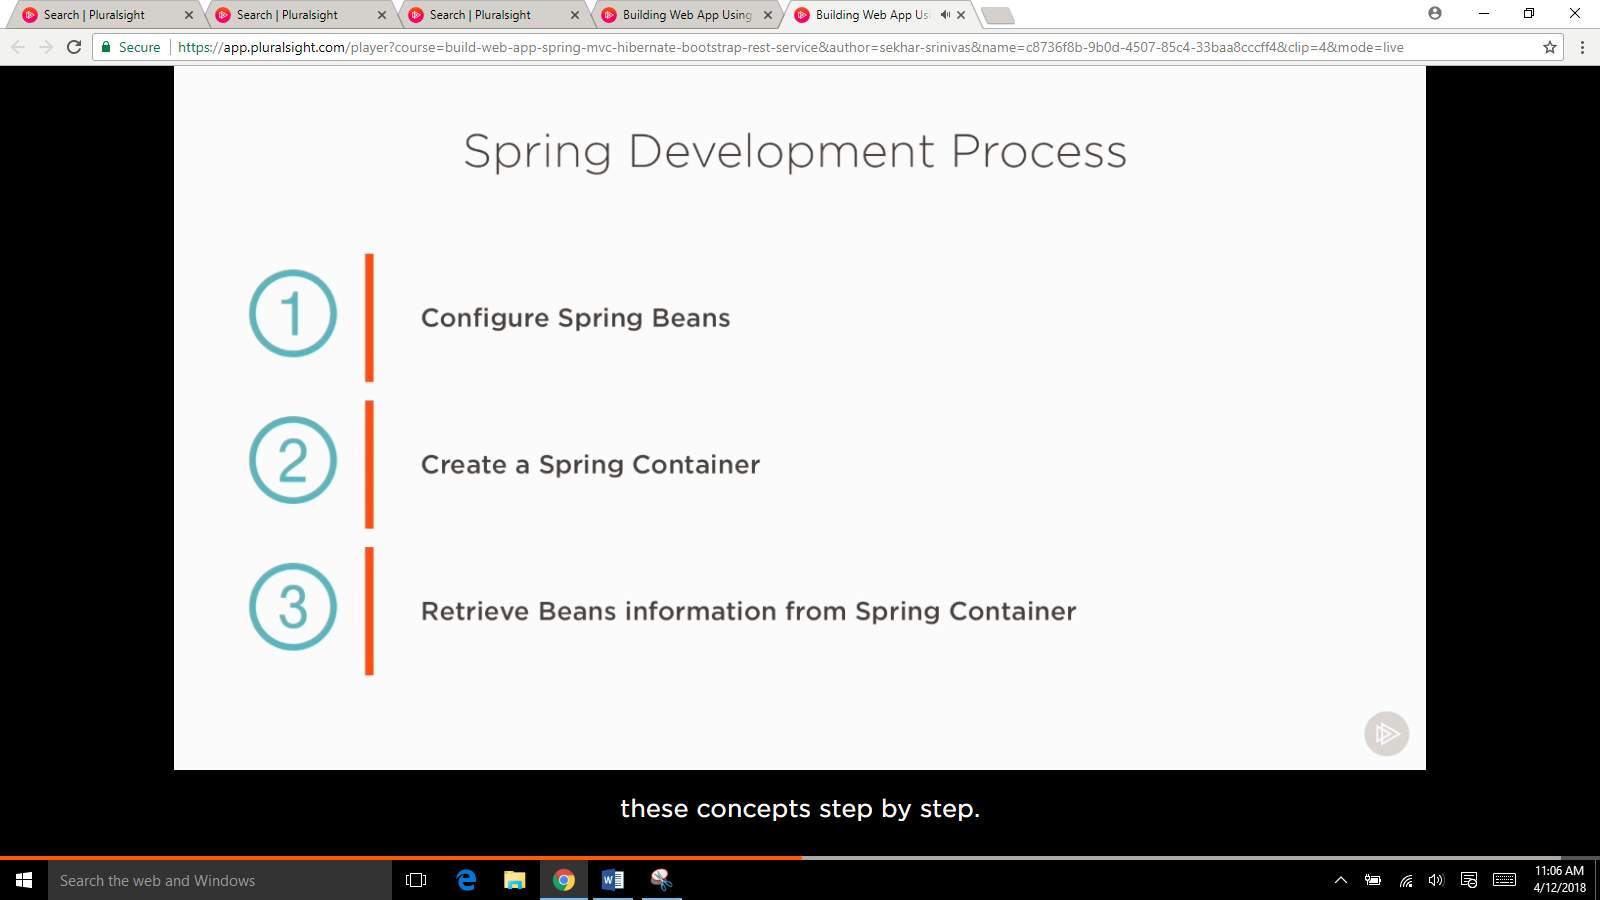 Search | Pluralsight
Search | Pluralsight
Search | Pluralsight
Building Web App Using
Building Web App Usi
Secure
https://app.pluralsight.com/player?course=build-web-app-spring-mvc-hibernate-bootstrap-rest-service&author=sekhar-srinivas&name=c8736f8b-9b0d-4507-85c4-33baa8cccff4&clip=4&mode=live
Spring Development Process
1
Configure Spring Beans
2
Create a Spring Container
3
Retrieve Beans information from Spring Container
these concepts step by step.
Search the web and Windows
11:06 AM
4/12/2018